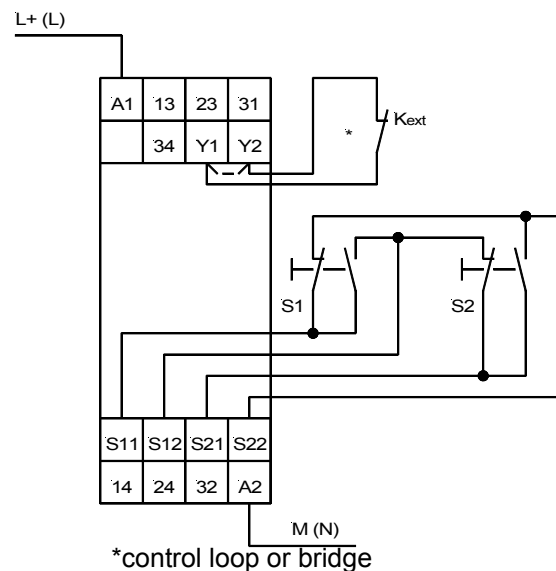 L+ (L)
A1 13 23 31
34 Y1 Y2
* Kext
S1 S2
S11 S12 S21 S22
14 24 32 A2
M (N)
*control loop or bridge